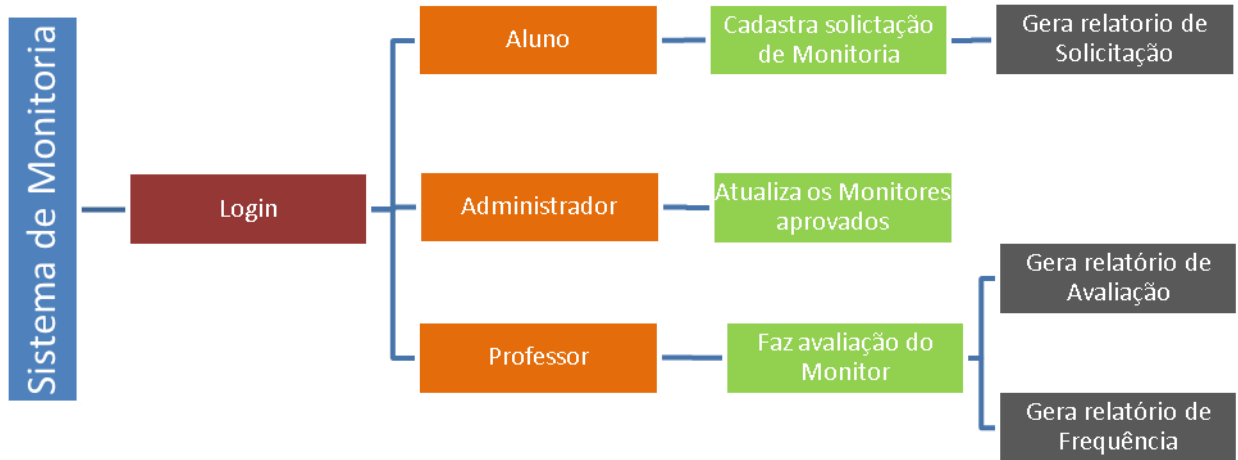 Sistema de Monitoria
Login
Aluno
Cadastra solictação
de Monitoria
Gera relatorio de
Solicitação
Administrador
Atualiza os Monitores
aprovados
Professor
Faz avaliação do
Monitor
Gera relatório de
Avaliação
Gera relatório de
Frequência